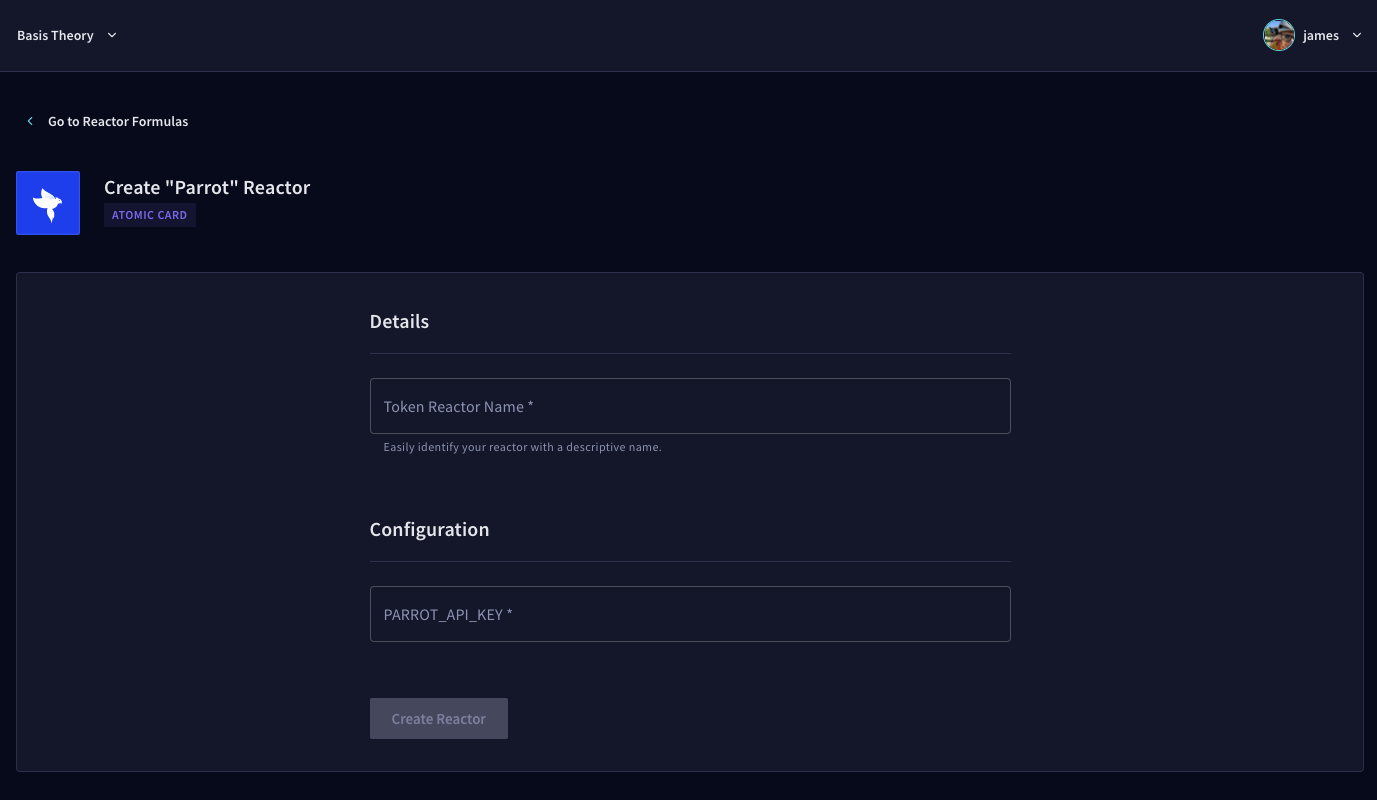 Basis Theory
james
Go to Reactor Formulas
Create "Parrot" Reactor
ATOMIC CARD
Details
Token Reactor Name *
Easily identify your reactor with a descriptive name.
Configuration
PARROT_API_KEY *
Create Reactor